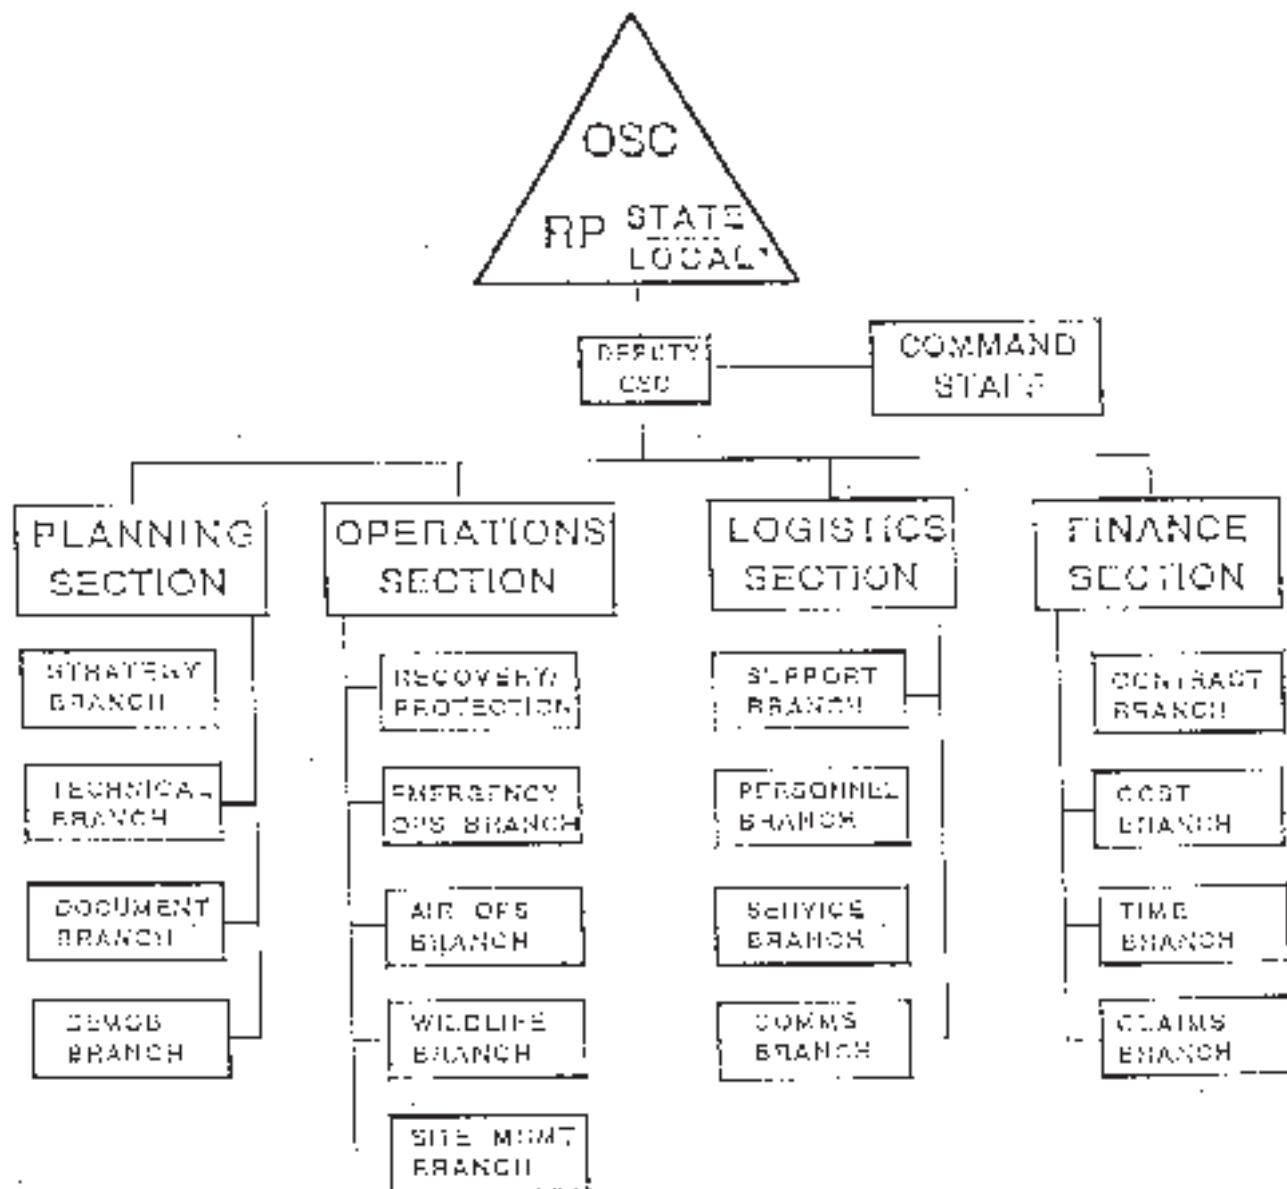 OSC
RP STATE
LOCAL
DEPUTY
OSC
COMMAND
STAFF
PLANNING
SECTION
OPERATIONS
SECTION
LOGISTICS
SECTION
FINANCE
SECTION
STRATEGY
BRANCH
RECOVERY/
PROTECTION
SUPPORT
BRANCH
CONTRACT
BRANCH
TECHNICAL
BRANCH
EMERGENCY
OPS BRANCH
PERSONNEL
BRANCH
COST
BRANCH
DOCUMENT
BRANCH
AIR OPS
BRANCH
SERVICE
BRANCH
TIME
BRANCH
DEMOB
BRANCH
WILDLIFE
BRANCH
COMMS
BRANCH
CLAIMS
BRANCH
SITE MGMT
BRANCH